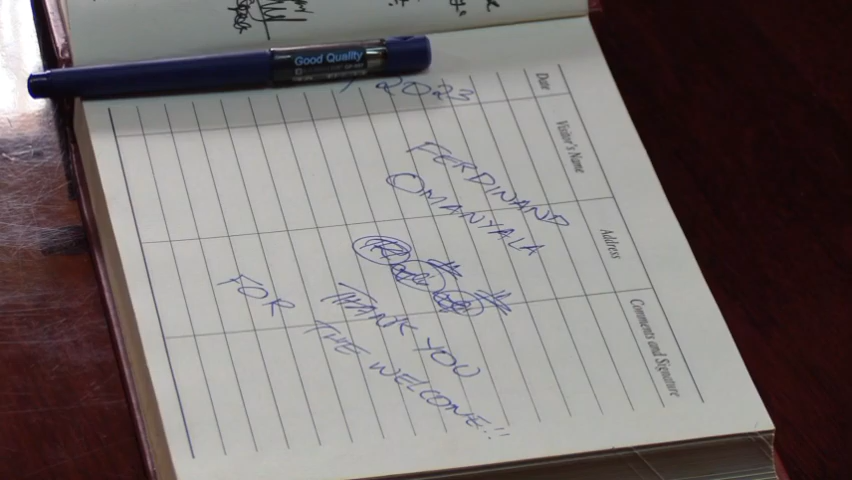 Good Quality
Date
Visitor's Name
Address
Comments and Signature
2023
FERDINAND
OMANYALA
THANK YOU
FOR THE WELCOME!!